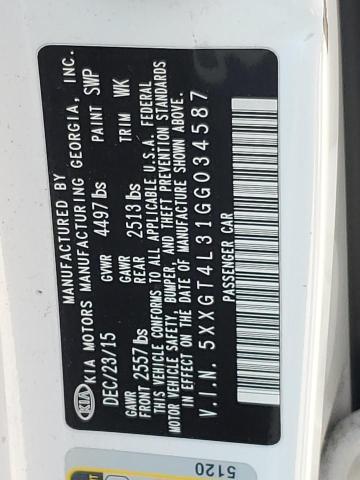 KIA
MANUFACTURED BY
KIA MOTORS MANUFACTURING GEORGIA, INC.
DEC/23/15 4497 lbs PAINT SWP
GVWR
GAWR GAWR TRIM WK
FRONT 2557 lbs REAR 2513 lbs
THIS VEHICLE CONFORMS TO ALL APPLICABLE U.S.A. FEDERAL
MOTOR VEHICLE SAFETY, BUMPER, AND THEFT PREVENTION STANDARDS
IN EFFECT ON THE DATE OF MANUFACTURE SHOWN ABOVE.
V.I.N. 5XXGT4L31GG034587
PASSENGER CAR
5120